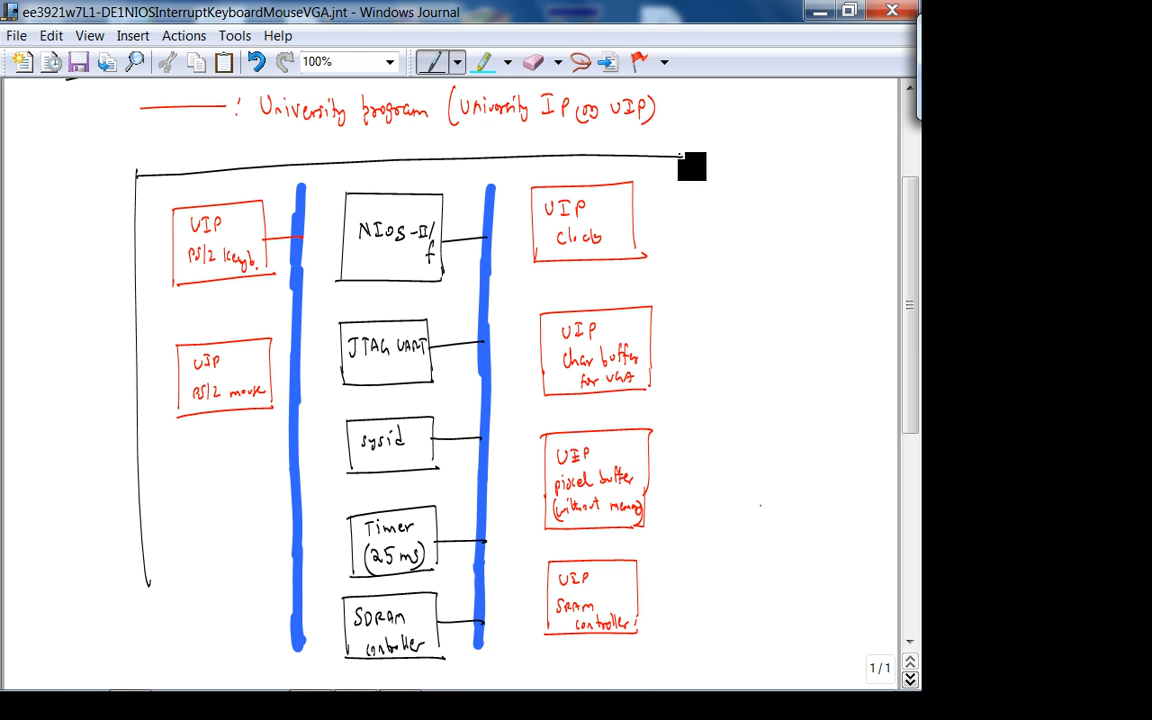 ee3921w7L1-DE1NIOSInterruptKeyboardMouseVGA.jnt - Windows Journal
File Edit View Insert Actions Tools Help
100%
: University program (University IP or UIP)
UIP
PS/2 Keyb.
NIOS-II/
f
UIP
Clocks
UIP
PS/2 mouse
JTAG UART
UIP
Char buffer
for VGA
sysid
UIP
pixel buffer
(without memory)
Timer
(25 ms)
UIP
SRAM
controller
SDRAM
controller
1 / 1